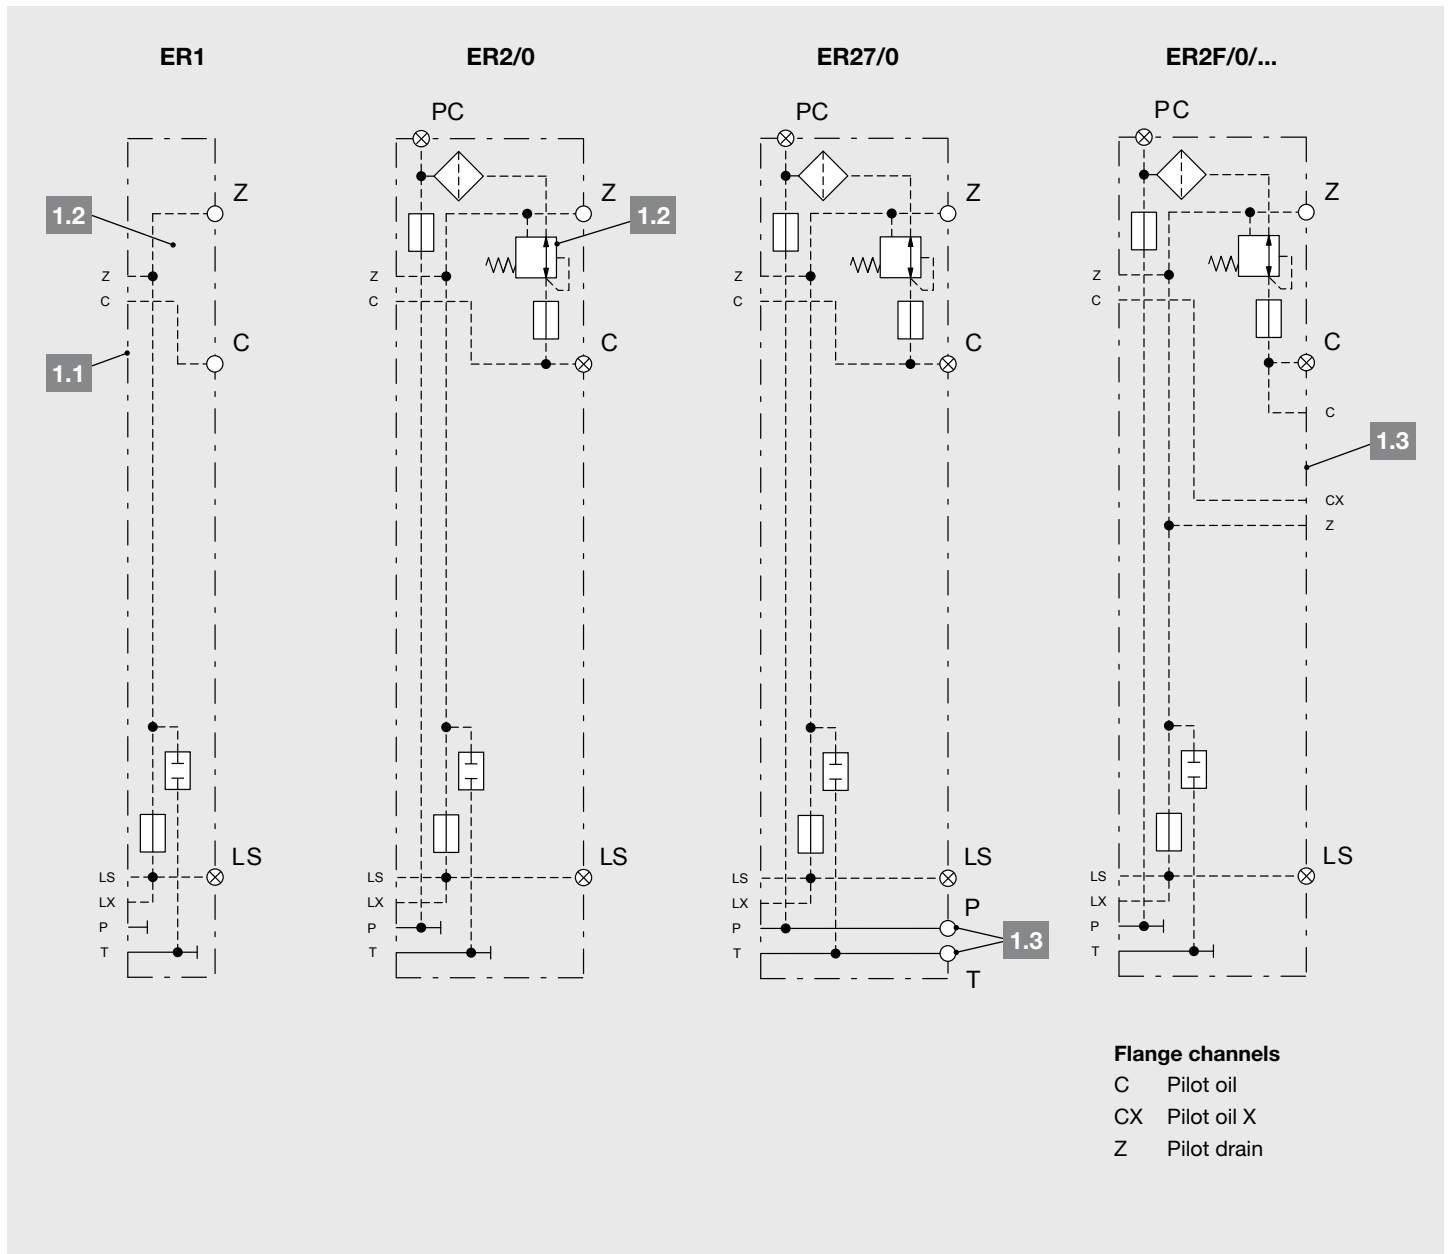 ER1
ER2/0
ER27/0
ER2F/0/...
PC
PC
PC
Z
Z
Z
Z
1.2
1.2
Z
Z
Z
Z
C
C
C
C
C
C
C
C
1.1
C
1.3
CX
Z
LS
LS
LS
LS
LS
LS
LS
LS
LX
LX
LX
LX
P
P
P
P
P
1.3
T
T
T
T
T
Flange channels
C Pilot oil
CX Pilot oil X
Z Pilot drain